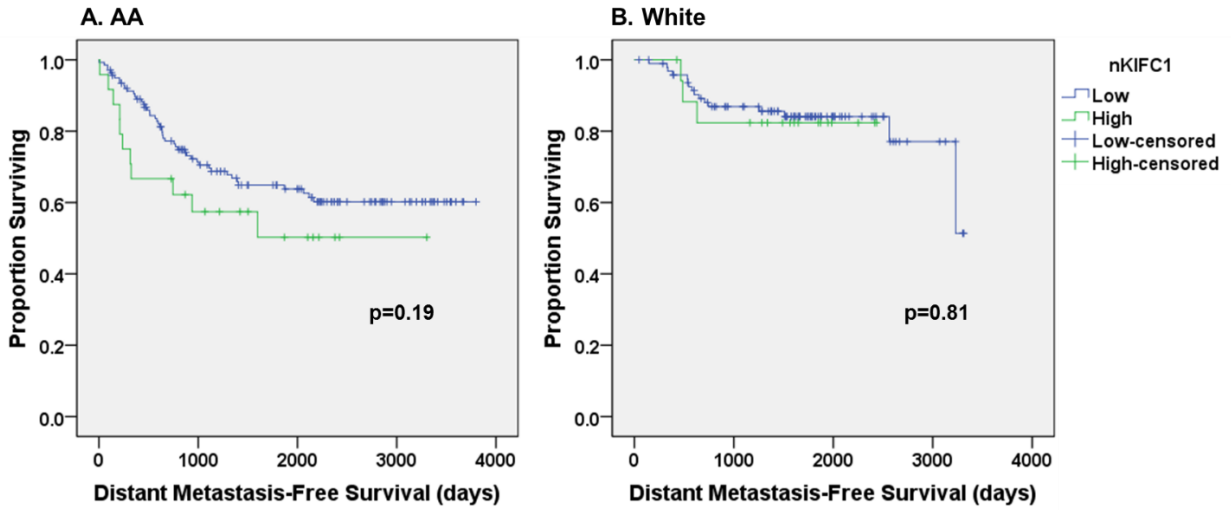 A. AA
B. White
Proportion Surviving
1.0
0.8
0.6
0.4
0.2
0.0
p=0.19
0 1000 2000 3000 4000
Distant Metastasis-Free Survival (days)
Proportion Surviving
1.0
0.8
0.6
0.4
0.2
0.0
p=0.81
0 1000 2000 3000 4000
Distant Metastasis-Free Survival (days)
nKIFC1
Low
High
Low-censored
High-censored